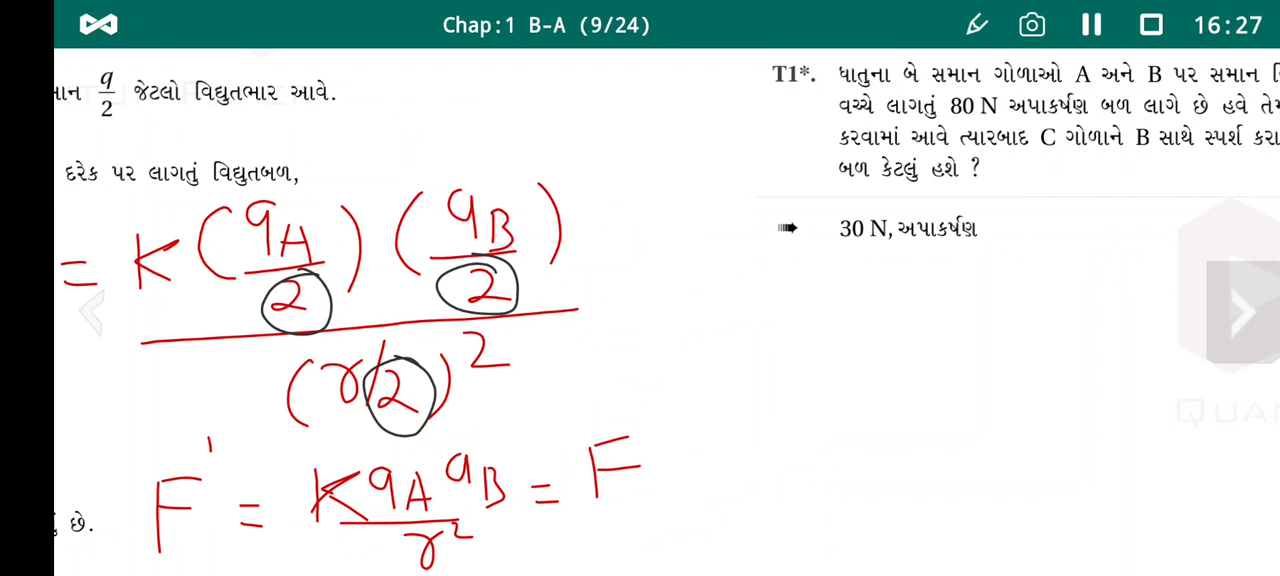 Chap:1 B-A (9/24)
16:27
q/2 જેટલો વિદ્યુતભાર આવે.
દરેક પર લાગતું વિદ્યુતબળ,
= K (qA/2) (qB/2)
(r/2)²
F' = K qA qB / r² = F
છે.
T1*. ધાતુના બે સમાન ગોળાઓ A અને B પર સમાન
વચ્ચે લાગતું 80 N અપાકર્ષણ બળ લાગે છે હવે
કરવામાં આવે ત્યારબાદ C ગોળાને B સાથે સ્પર્શ
બળ કેટલું હશે ?
➠ 30 N, અપાકર્ષણ